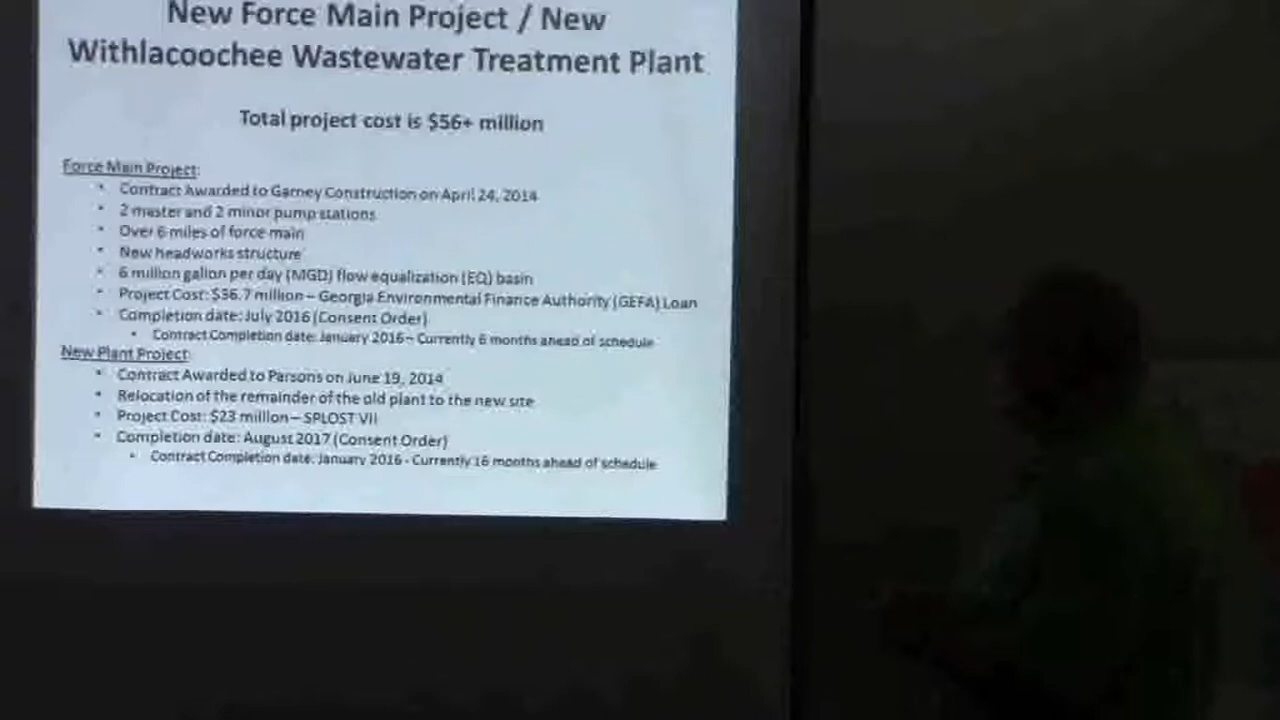 New Force Main Project / New
Withlacoochee Wastewater Treatment Plant
Total project cost is $56+ million
Force Main Project:
• Contract Awarded to Garney Construction on April 24, 2014
• 2 master and 2 minor pump stations
• Over 6 miles of force main
• New headworks structure
• 6 million gallon per day (MGD) flow equalization (EQ) basin
• Project Cost: $36.7 million – Georgia Environmental Finance Authority (GEFA) Loan
• Completion date: July 2016 (Consent Order)
• Contract Completion date: January 2016 – Currently 6 months ahead of schedule
New Plant Project:
• Contract Awarded to Parsons on June 19, 2014
• Relocation of the remainder of the old plant to the new site
• Project Cost: $23 million – SPLOST VII
• Completion date: August 2017 (Consent Order)
• Contract Completion date: January 2016 - Currently 16 months ahead of schedule